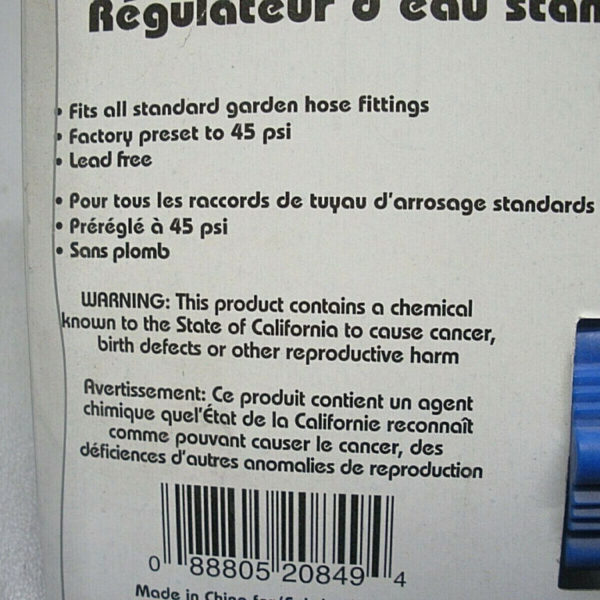 Régulateur d'eau stan
• Fits all standard garden hose fittings
• Factory preset to 45 psi
• Lead free
• Pour tous les raccords de tuyau d'arrosage standards
• Préréglé à 45 psi
• Sans plomb
WARNING: This product contains a chemical
known to the State of California to cause cancer,
birth defects or other reproductive harm
Avertissement: Ce produit contient un agent
chimique quel'État de la Californie reconnaît
comme pouvant causer le cancer, des
déficiences d'autres anomalies de reproduction
0 88805 20849 4
Made in China